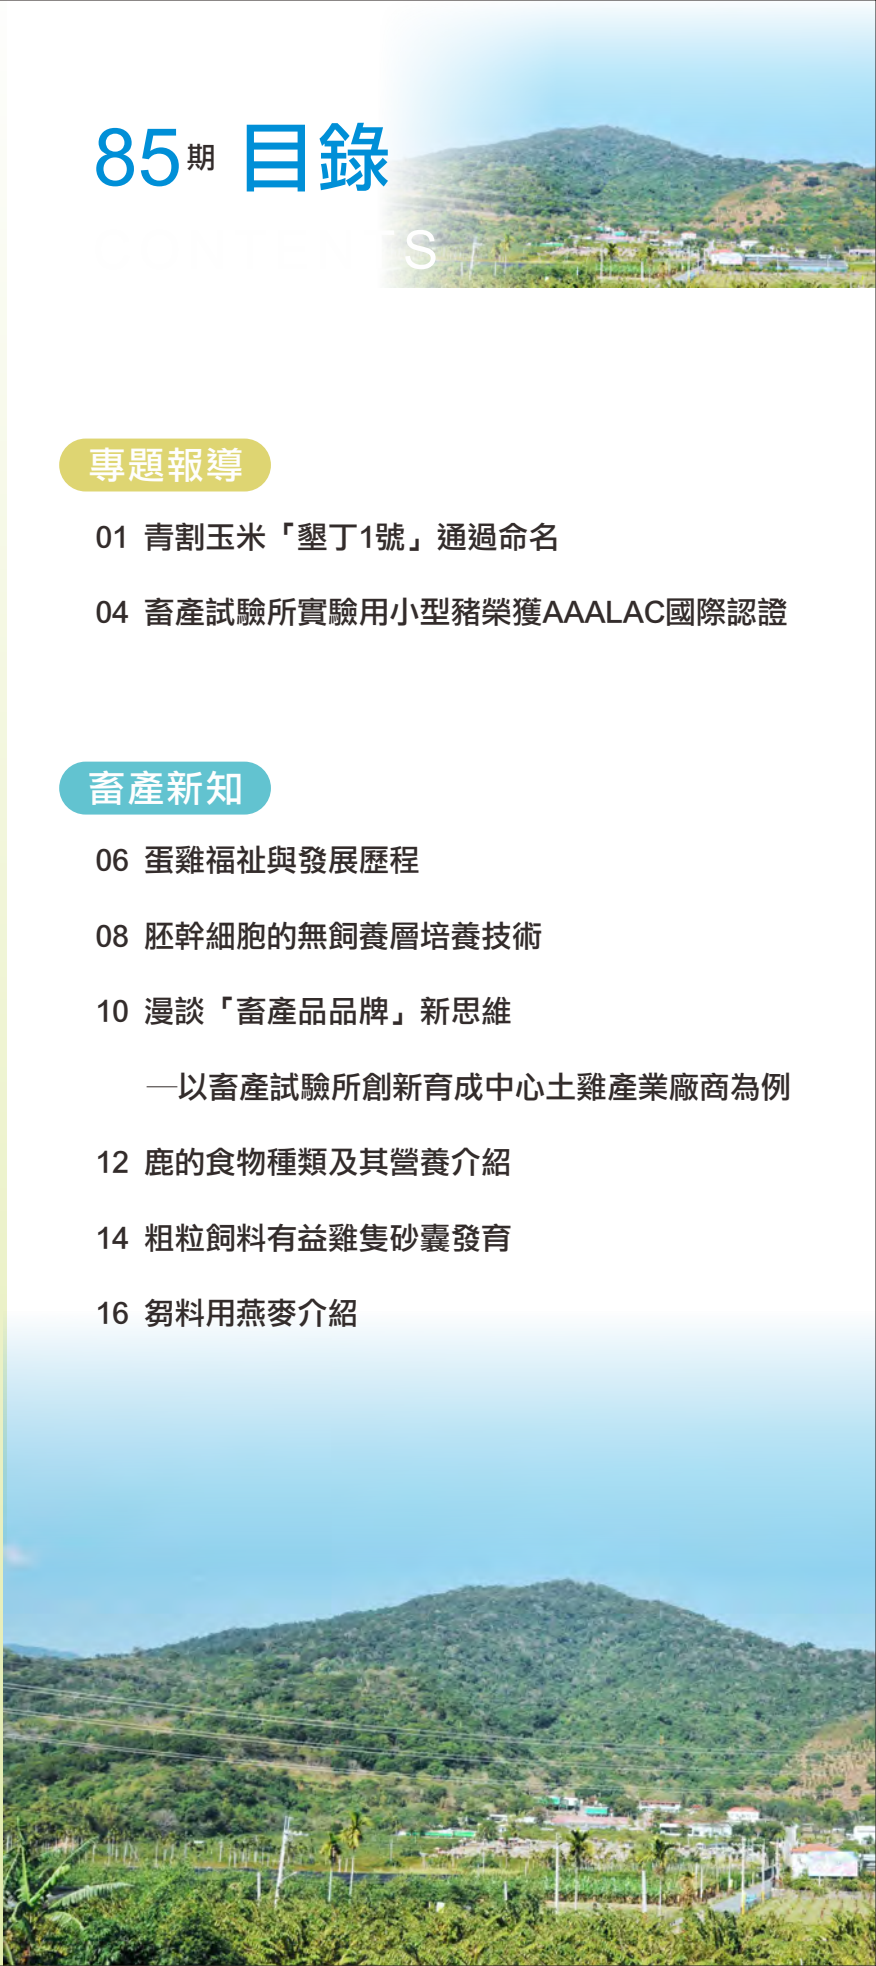 85期 目錄
CONTENTS
專題報導
01 青割玉米「墾丁1號」通過命名
04 畜產試驗所實驗用小型豬榮獲AAALAC國際認證
畜產新知
06 蛋雞福祉與發展歷程
08 胚幹細胞的無飼養層培養技術
10 漫談「畜產品品牌」新思維
—以畜產試驗所創新育成中心土雞產業廠商為例
12 鹿的食物種類及其營養介紹
14 粗粒飼料有益雞隻砂囊發育
16 芻料用燕麥介紹